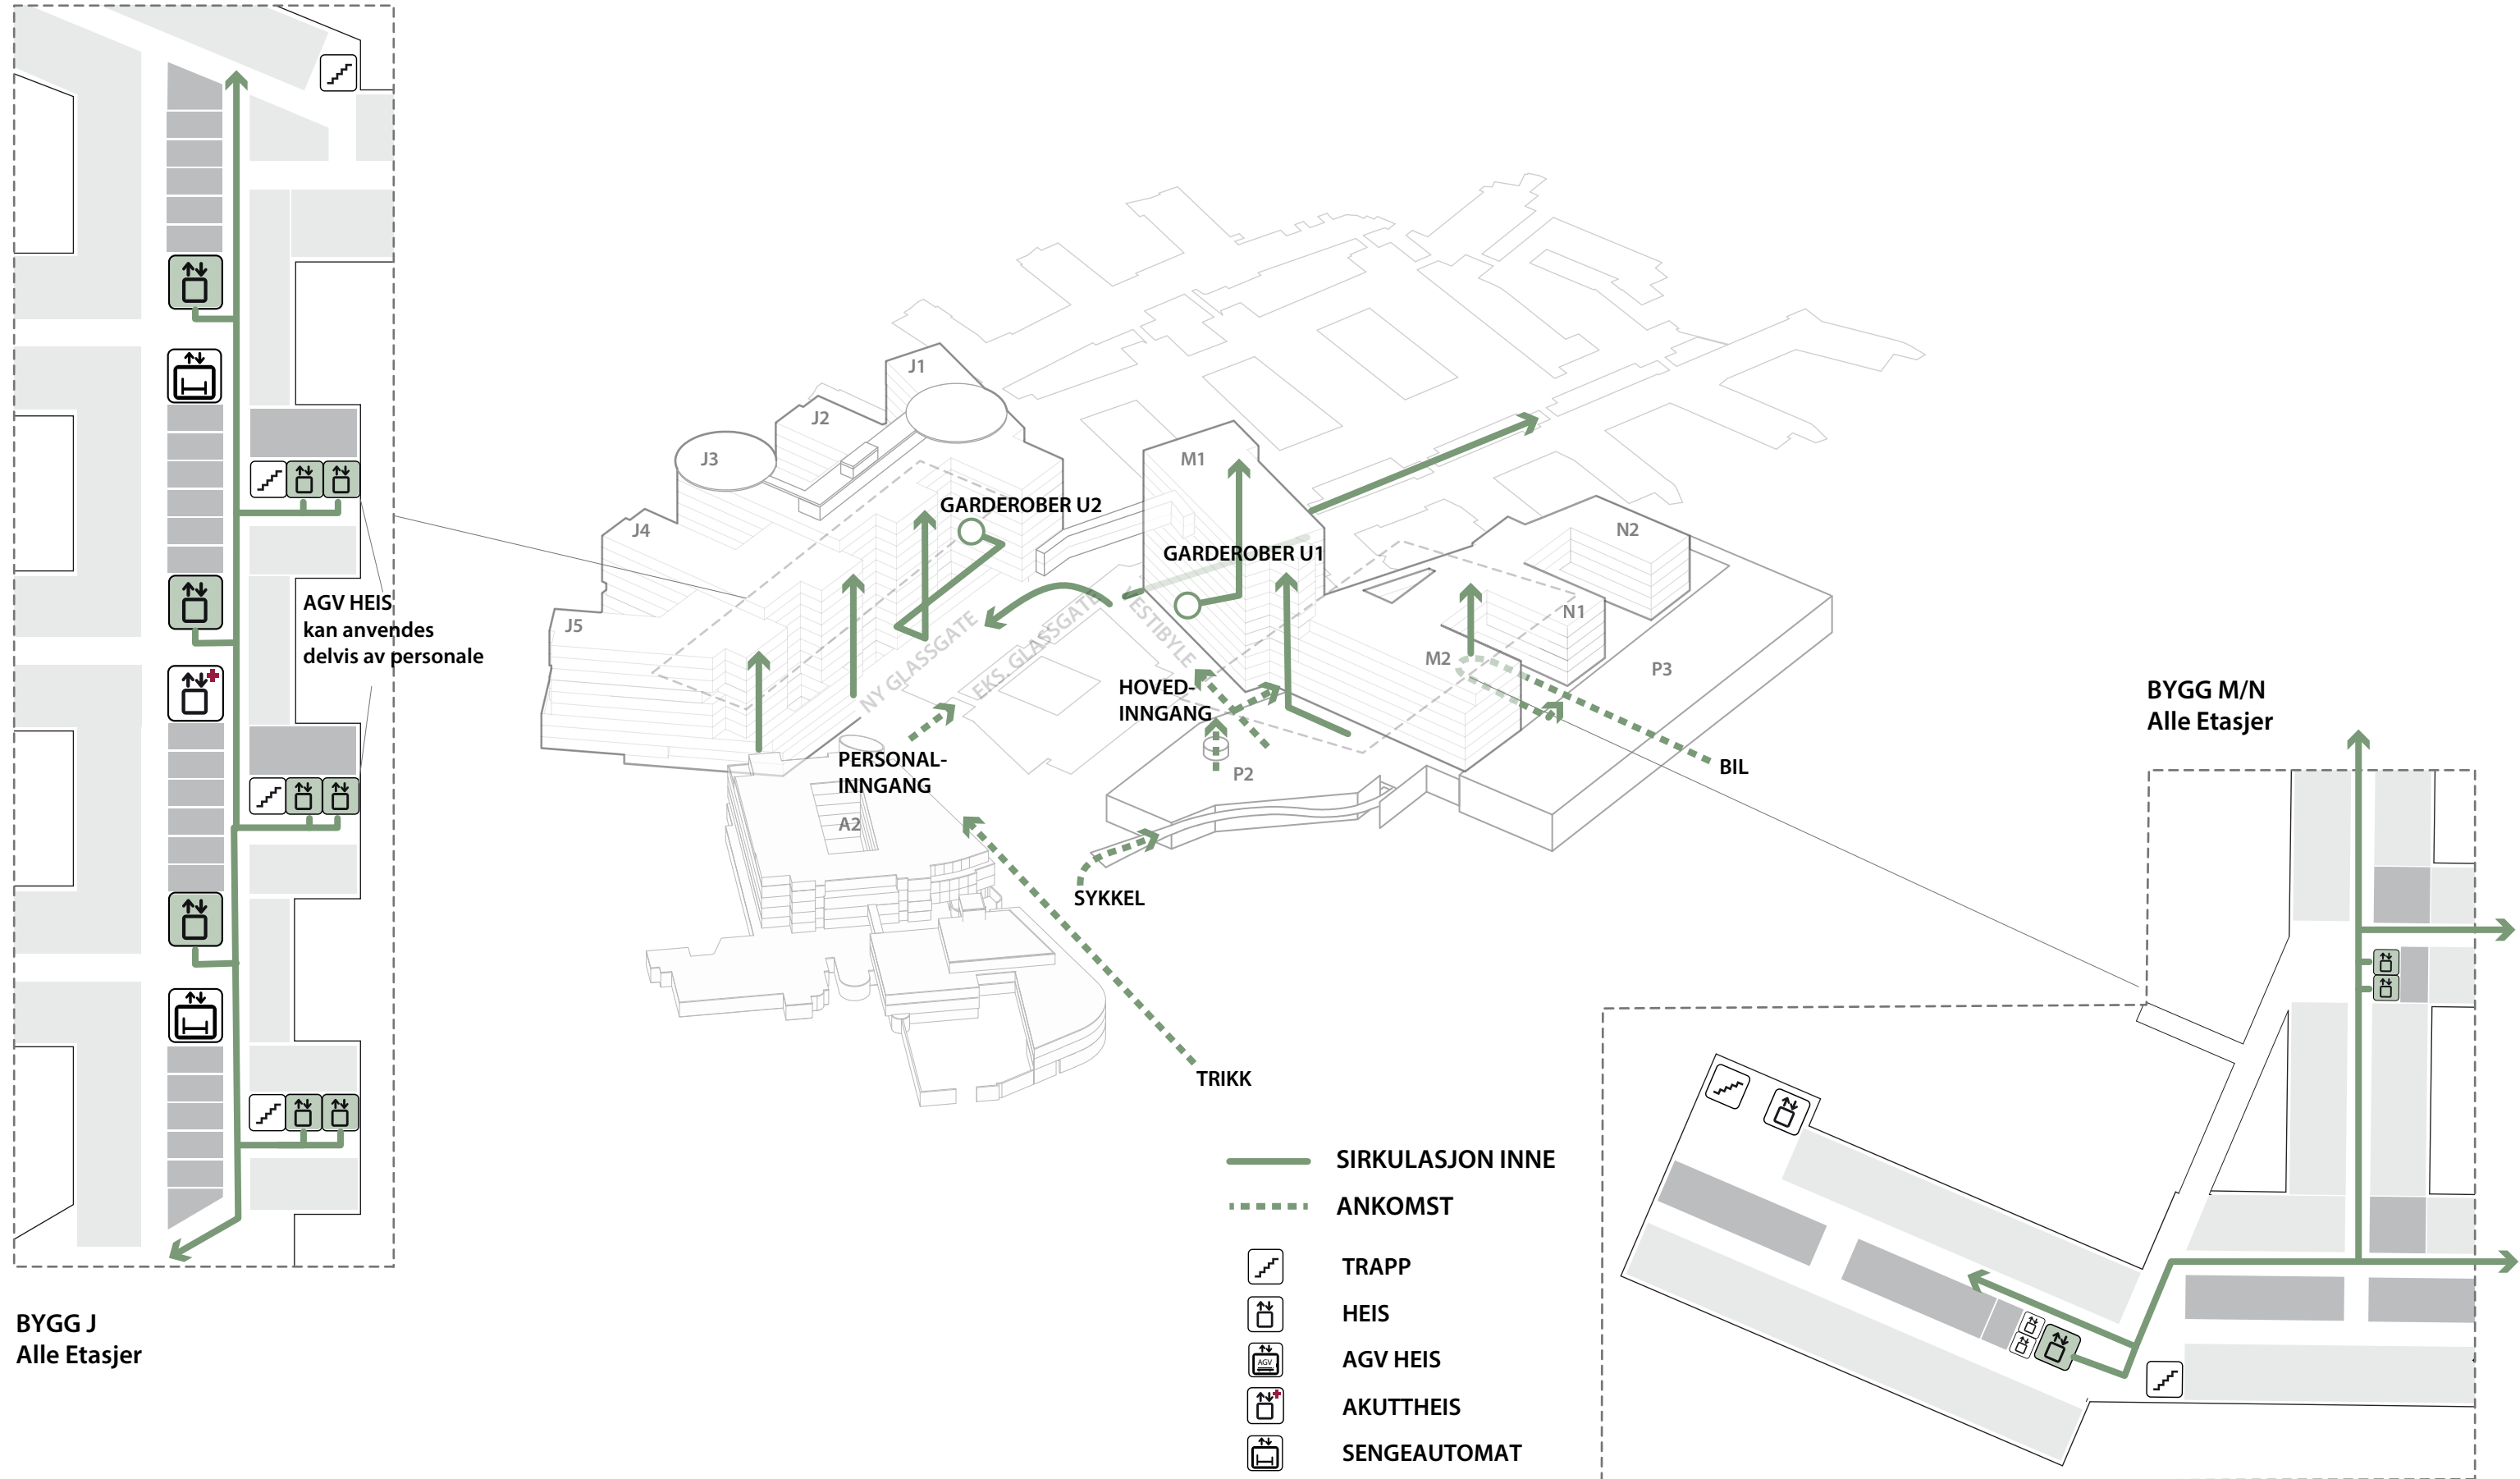 J1
J2
J3
J4
J5
GARDEROBER U2
M1
GARDEROBER U1
N2
N1
M2
P3
NY GLASSGATE
EKS. GLASSGATE
VESTIBYLE
HOVED-
INNGANG
PERSONAL-
INNGANG
P2
A2
BIL
SYKKEL
TRIKK
AGV HEIS
kan anvendes
delvis av personale
BYGG M/N
Alle Etasjer
BYGG J
Alle Etasjer
SIRKULASJON INNE
ANKOMST
TRAPP
HEIS
AGV
AGV HEIS
AKUTTHEIS
SENGEAUTOMAT